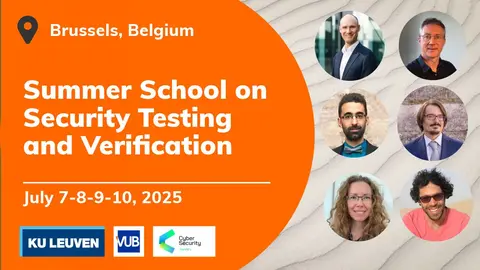 Brussels, Belgium
Summer School on
Security Testing
and Verification
July 7-8-9-10, 2025
KU LEUVEN
VUB
Cyber
Security